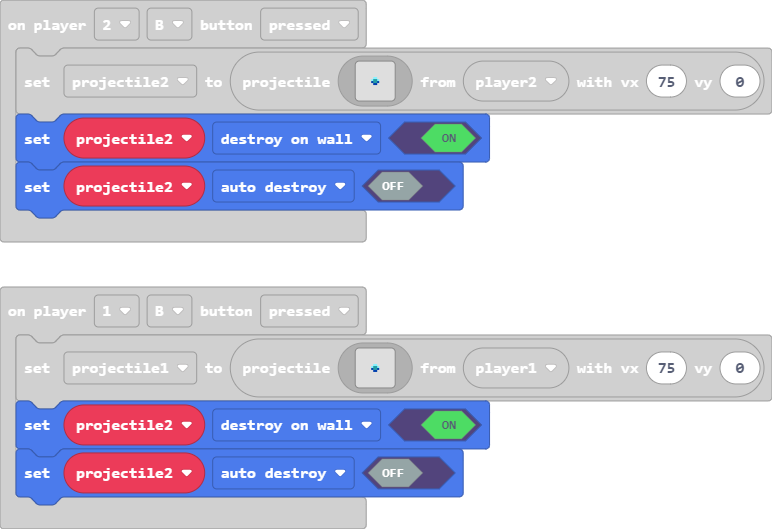 on player 2 B button pressed
set projectile2 to projectile from player2 with vx 75 vy 0
set projectile2 destroy on wall ON
set projectile2 auto destroy OFF
on player 1 B button pressed
set projectile1 to projectile from player1 with vx 75 vy 0
set projectile2 destroy on wall ON
set projectile2 auto destroy OFF